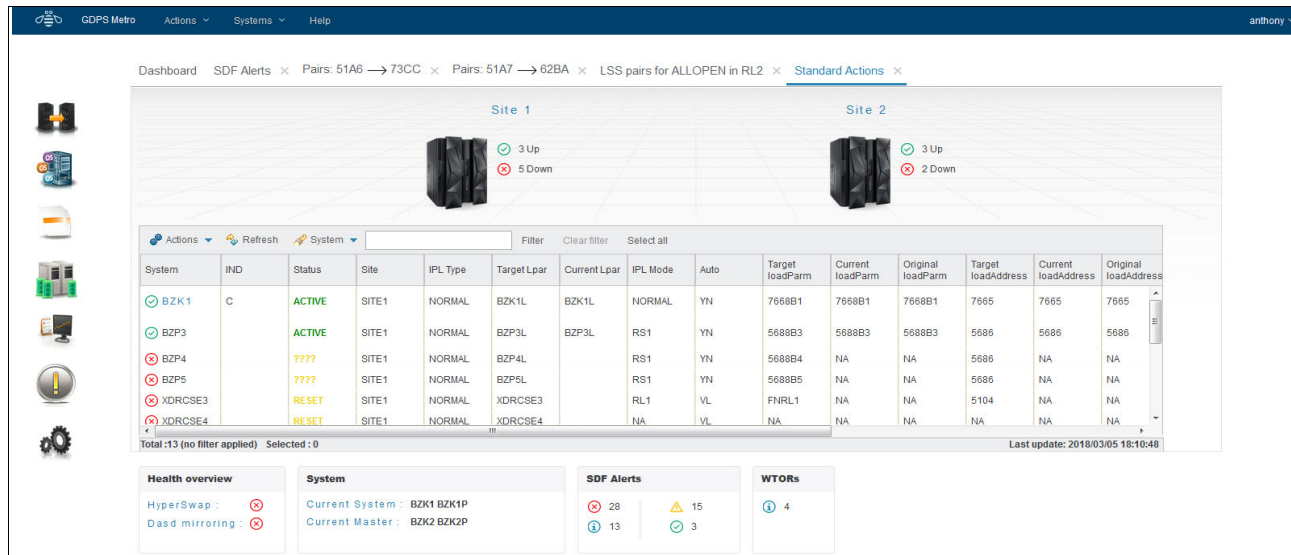 GDPS Metro Actions Systems Help anthony
Dashboard SDF Alerts Pairs: 51A6 → 73CC Pairs: 51A7 → 62BA LSS pairs for ALLOPEN in RL2 Standard Actions
Site 1 Site 2
3 Up 3 Up
5 Down 2 Down
OS
OS
OS
Actions Refresh System Filter Clear filter Select all
System IND Status Site IPL Type Target Lpar Current Lpar IPL Mode Auto Target loadParm Current loadParm Original loadParm Target loadAddress Current loadAddress Original loadAddress
BZK1 C ACTIVE SITE1 NORMAL BZK1L BZK1L NORMAL YN 7668B1 7668B1 7668B1 7665 7665 7665
BZP3 ACTIVE SITE1 NORMAL BZP3L BZP3L RS1 YN 5688B3 5688B3 5688B3 5686 5686 5686
BZP4 ???? SITE1 NORMAL BZP4L RS1 YN 5688B4 NA NA 5686 NA NA
BZP5 ???? SITE1 NORMAL BZP5L RS1 YN 5688B5 NA NA 5686 NA NA
XDRCSE3 RESET SITE1 NORMAL XDRCSE3 RL1 VL FNRL1 NA NA 5104 NA NA
XDRCSE4 RESET SITE1 NORMAL XDRCSE4 NA VL NA NA NA NA NA NA
Total :13 (no filter applied) Selected : 0 Last update: 2018/03/05 18:10:48
Health overview System SDF Alerts WTORs
HyperSwap : Current System : BZK1 BZK1P 28 15 4
Dasd mirroring : Current Master : BZK2 BZK2P 13 3